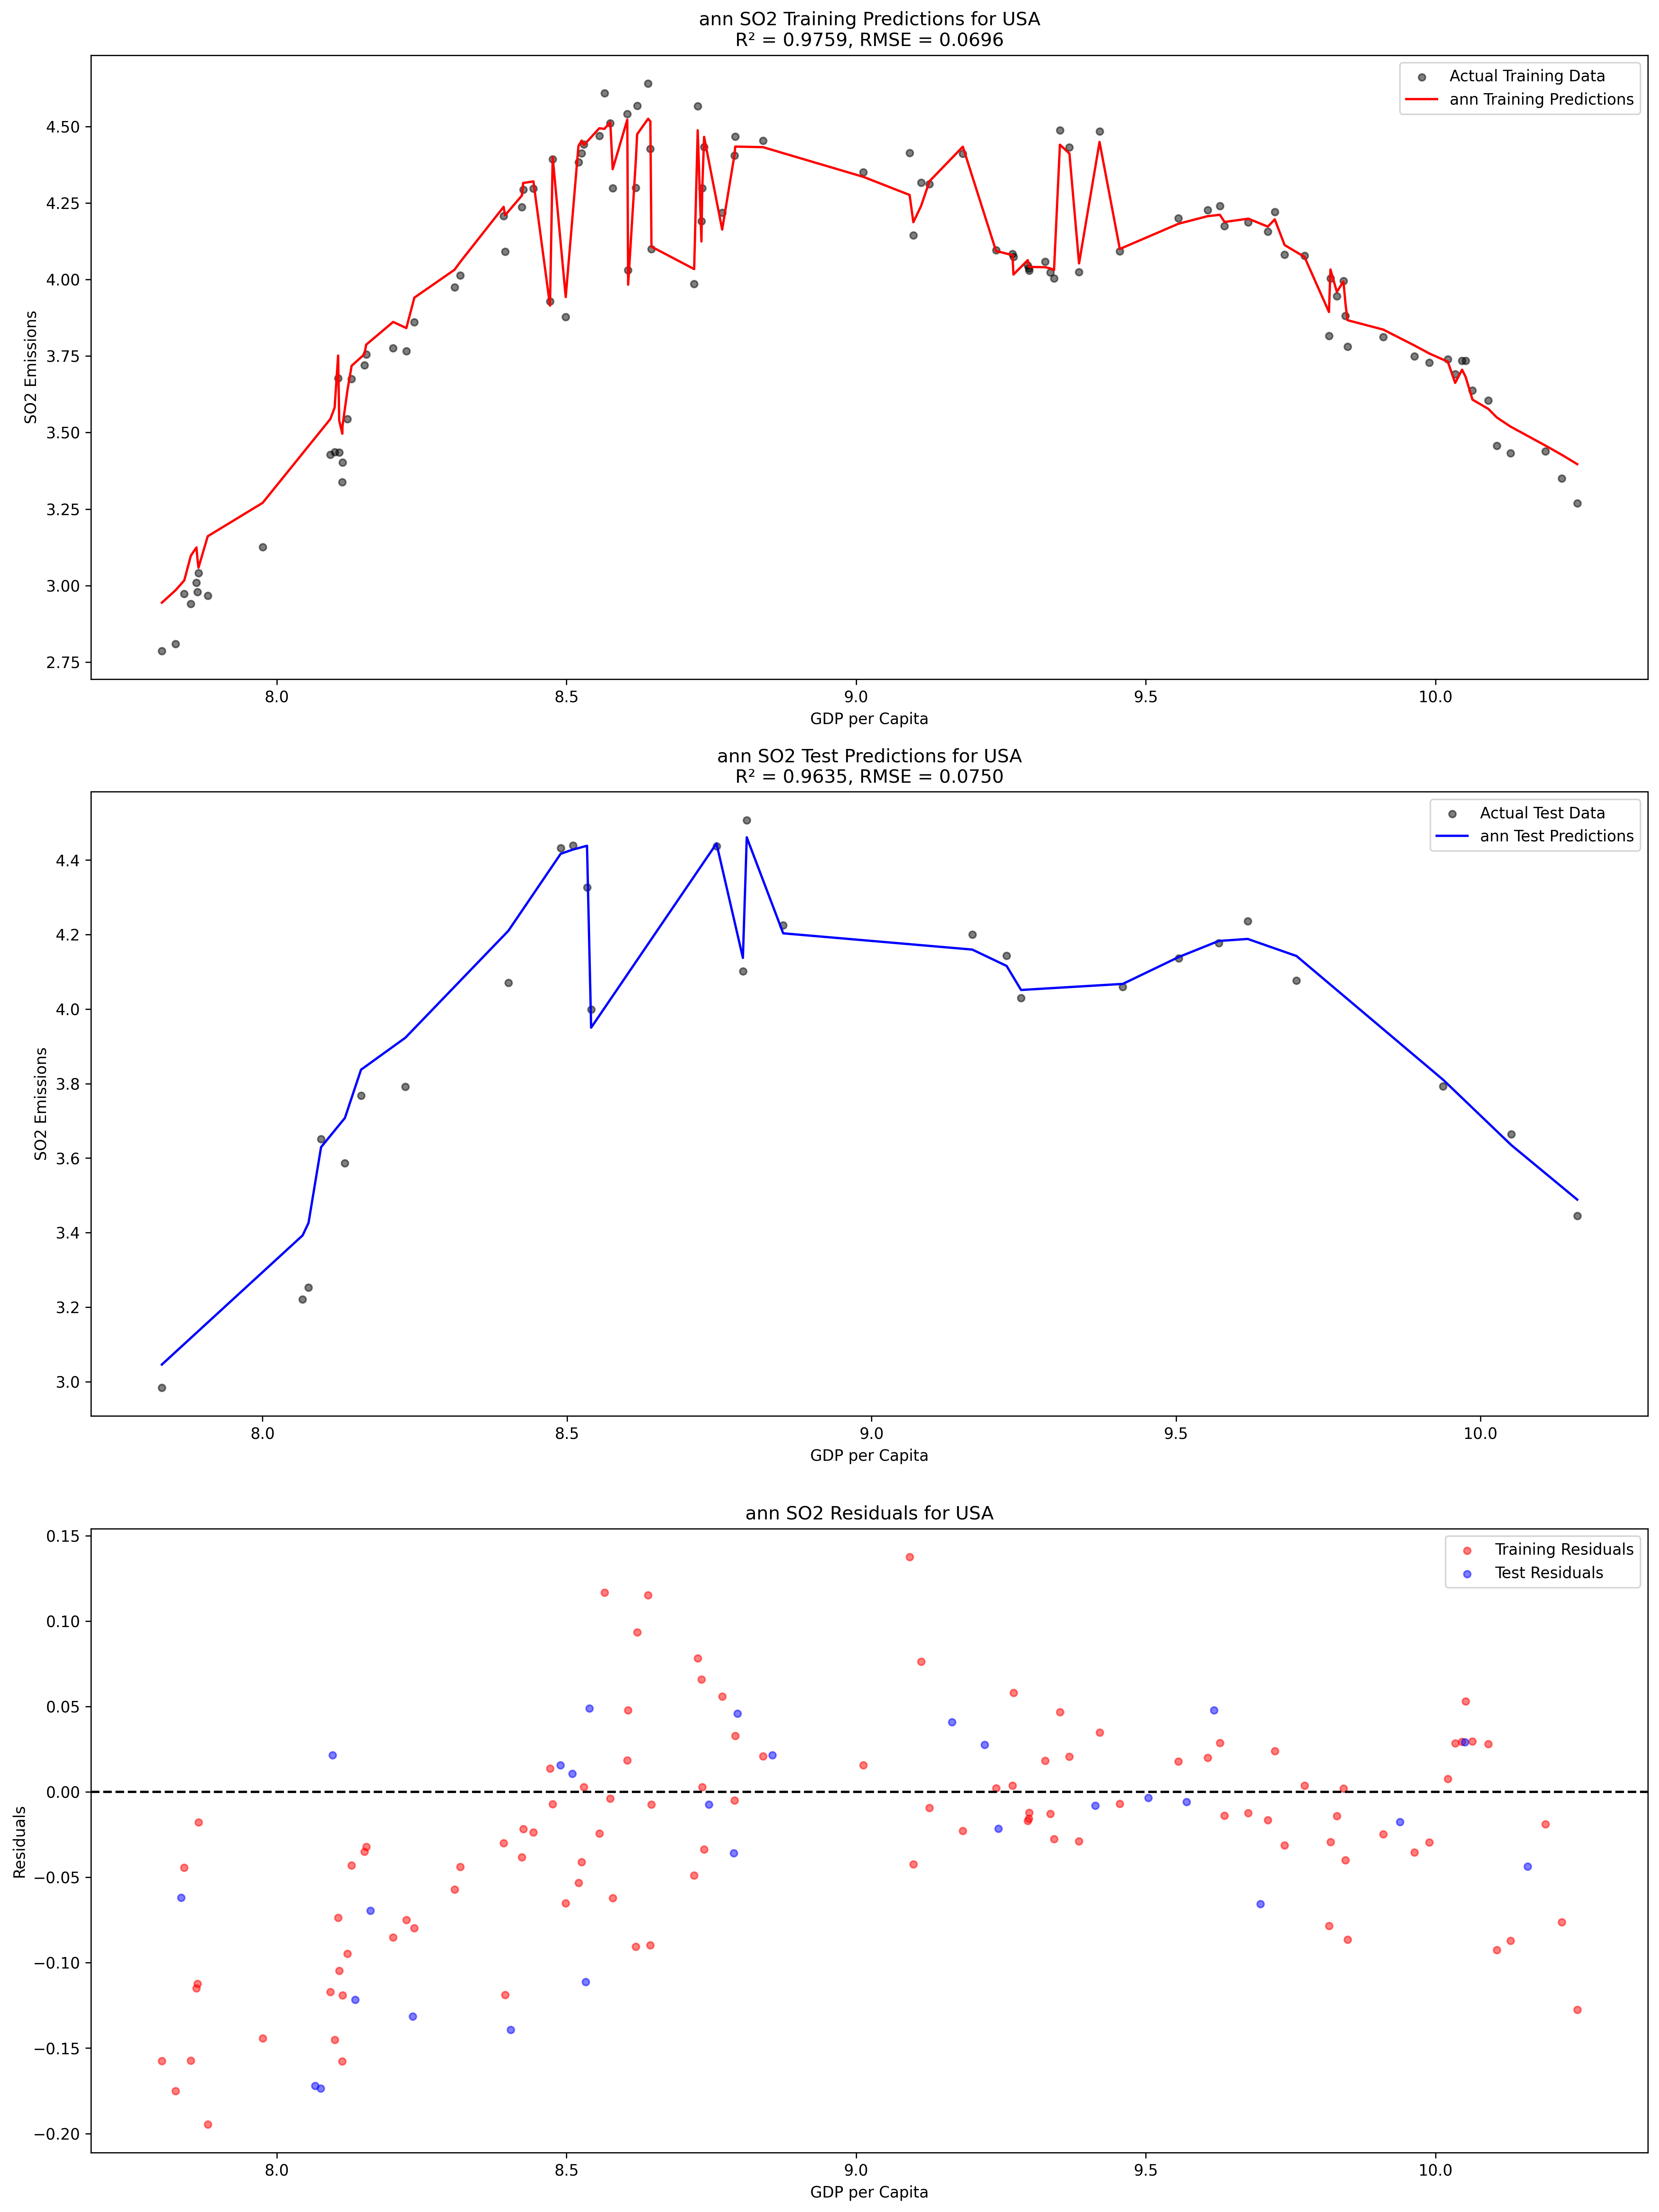 ann SO2 Training Predictions for USA
R² = 0.9759, RMSE = 0.0696
Actual Training Data
ann Training Predictions
4.50
4.25
4.00
3.75
3.50
3.25
3.00
2.75
SO2 Emissions
8.0 8.5 9.0 9.5 10.0
GDP per Capita
ann SO2 Test Predictions for USA
R² = 0.9635, RMSE = 0.0750
Actual Test Data
ann Test Predictions
4.4
4.2
4.0
3.8
3.6
3.4
3.2
3.0
SO2 Emissions
8.0 8.5 9.0 9.5 10.0
GDP per Capita
ann SO2 Residuals for USA
Training Residuals
Test Residuals
0.15
0.10
0.05
0.00
−0.05
−0.10
−0.15
−0.20
Residuals
8.0 8.5 9.0 9.5 10.0
GDP per Capita